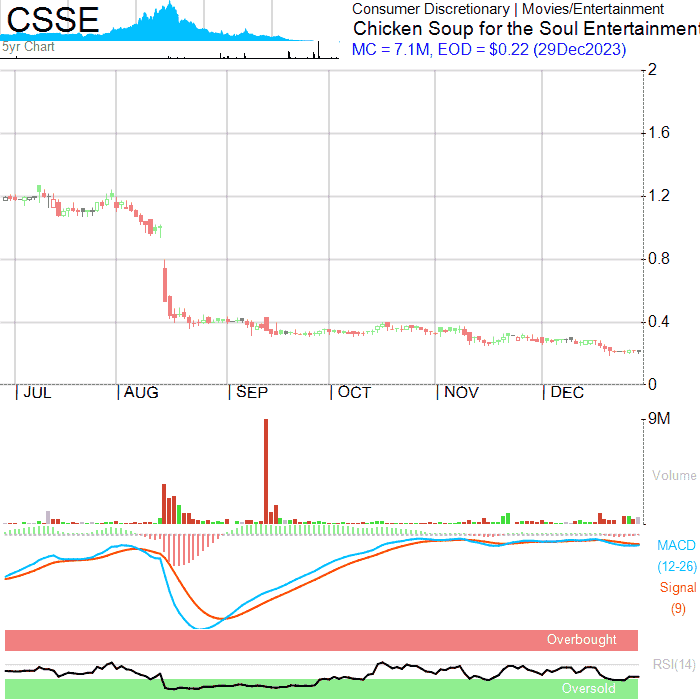 CSSE
5yr Chart
Consumer Discretionary | Movies/Entertainment
Chicken Soup for the Soul Entertainment
MC = 7.1M, EOD = $0.22 (29Dec2023)
2
1.6
1.2
0.8
0.4
0
JUL AUG SEP OCT NOV DEC
9M
Volume
MACD
(12-26)
Signal
(9)
Overbought
RSI(14)
Oversold